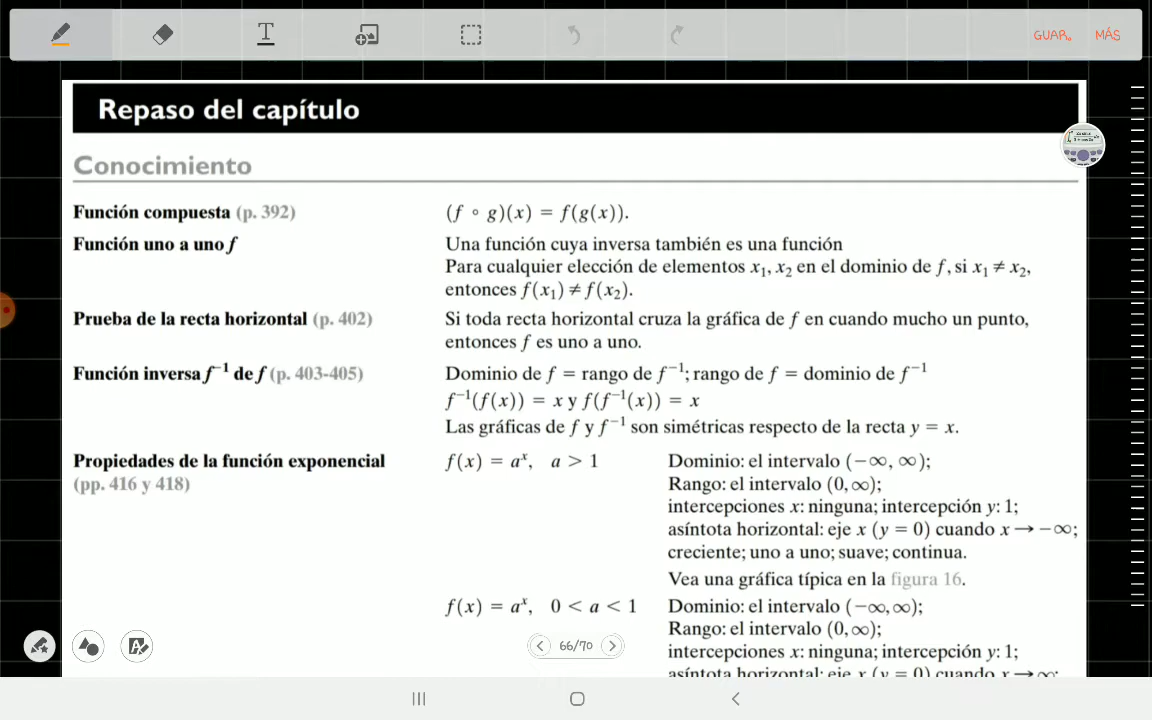 T
GUAR. MÁS
Repaso del capítulo
Conocimiento
Función compuesta (p. 392) (f ∘ g)(x) = f(g(x)).
Función uno a uno f Una función cuya inversa también es una función
Para cualquier elección de elementos x₁, x₂ en el dominio de f, si x₁ ≠ x₂,
entonces f(x₁) ≠ f(x₂).
Prueba de la recta horizontal (p. 402) Si toda recta horizontal cruza la gráfica de f en cuando mucho un punto,
entonces f es uno a uno.
Función inversa f⁻¹ de f (p. 403-405) Dominio de f = rango de f⁻¹; rango de f = dominio de f⁻¹
f⁻¹(f(x)) = x y f(f⁻¹(x)) = x
Las gráficas de f y f⁻¹ son simétricas respecto de la recta y = x.
Propiedades de la función exponencial f(x) = aˣ, a > 1 Dominio: el intervalo (−∞, ∞);
(pp. 416 y 418) Rango: el intervalo (0, ∞);
intercepciones x: ninguna; intercepción y: 1;
asíntota horizontal: eje x (y = 0) cuando x → −∞;
creciente; uno a uno; suave; continua.
Vea una gráfica típica en la figura 16.
f(x) = aˣ, 0 < a < 1 Dominio: el intervalo (−∞, ∞);
Rango: el intervalo (0, ∞);
intercepciones x: ninguna; intercepción y: 1;
asíntota horizontal: eje x (y = 0) cuando x → ∞;
66/70